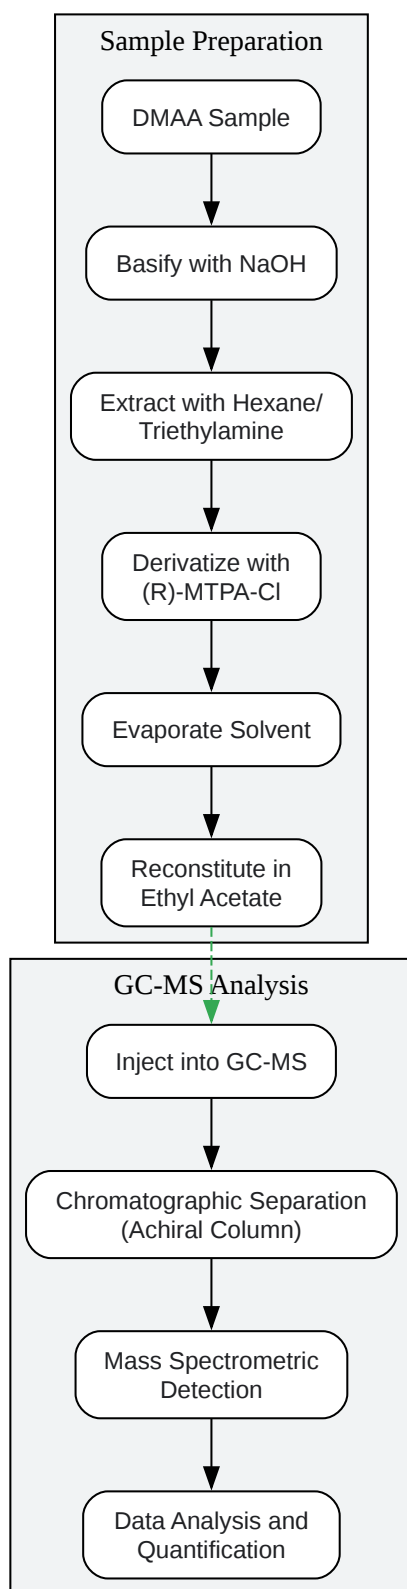 Sample Preparation
DMAA Sample
Basify with NaOH
Extract with Hexane/
Triethylamine
Derivatize with
(R)-MTPA-Cl
Evaporate Solvent
Reconstitute in
Ethyl Acetate
GC-MS Analysis
Inject into GC-MS
Chromatographic Separation
(Achiral Column)
Mass Spectrometric
Detection
Data Analysis and
Quantification